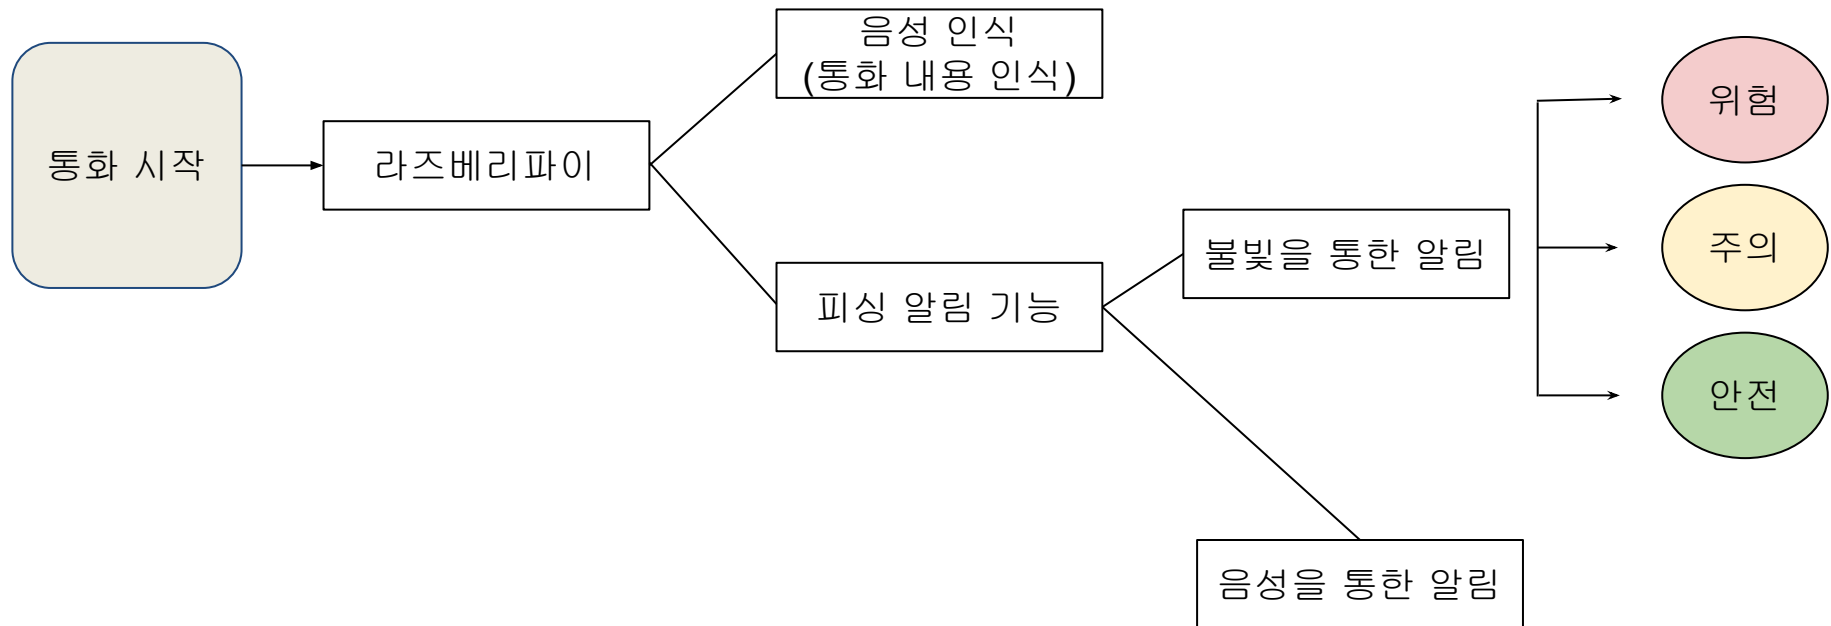 통화 시작
라즈베리파이
음성 인식
(통화 내용 인식)
피싱 알림 기능
불빛을 통한 알림
음성을 통한 알림
위험
주의
안전